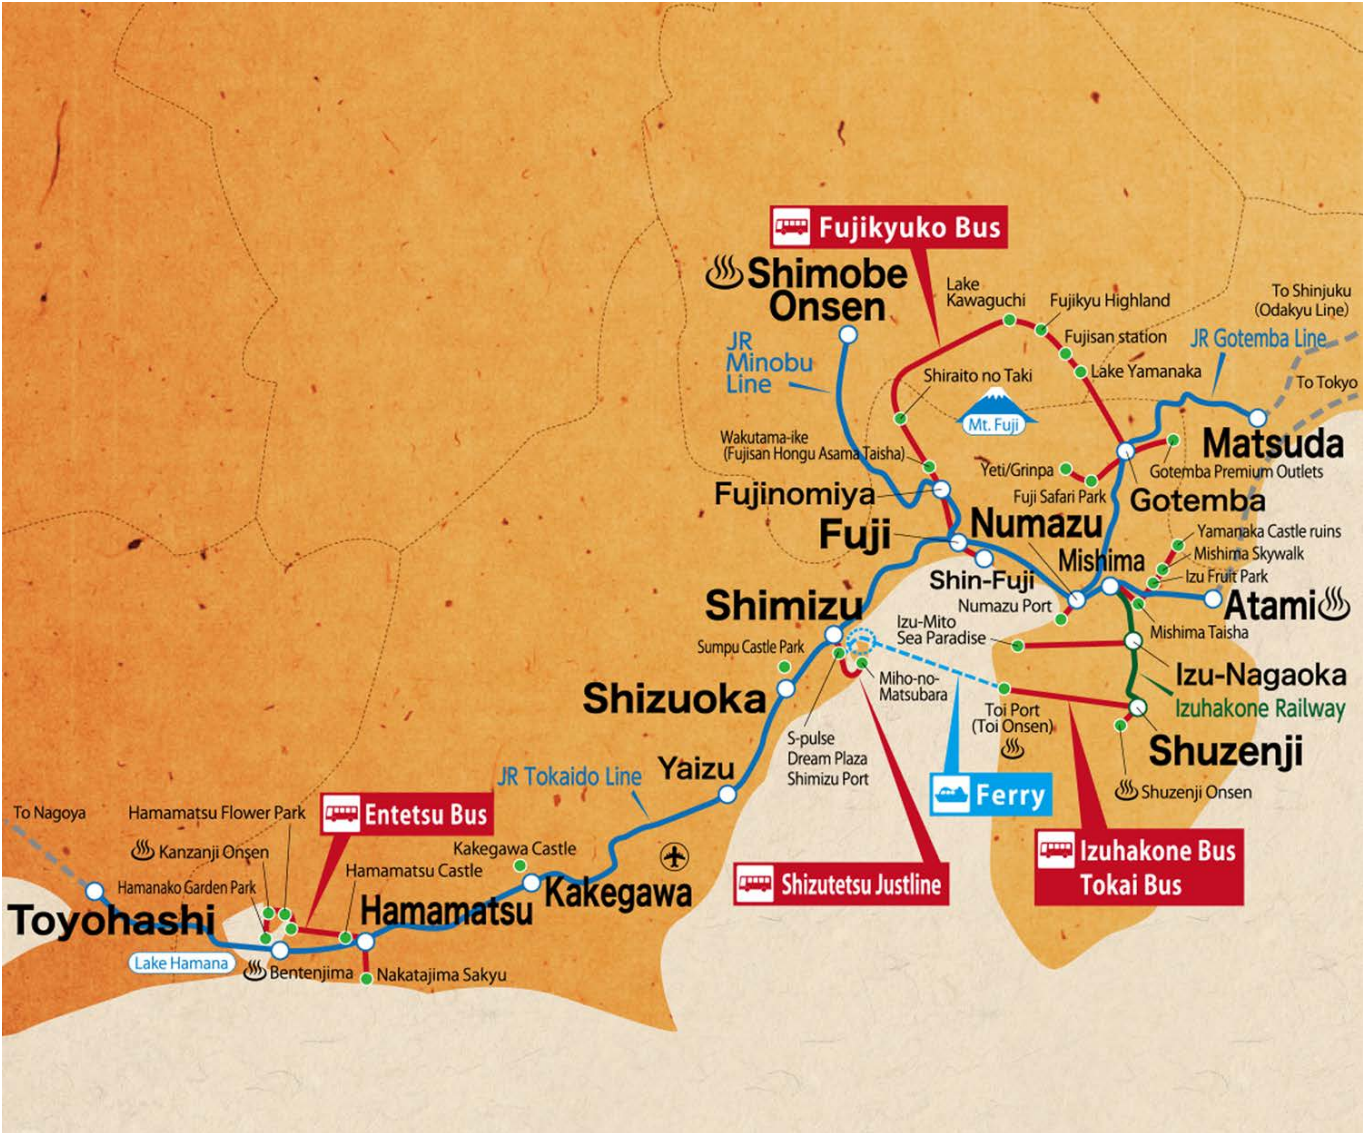 Fujikyuko Bus
Shimobe
Onsen
Lake
Kawaguchi
Fujikyu Highland
To Shinjuku
(Odakyu Line)
Fujisan station
JR Gotemba Line
JR
Minobu
Line
Shiraito no Taki
Lake Yamanaka
To Tokyo
Mt. Fuji
Wakutama-ike
(Fujisan Hongu Asama Taisha)
Matsuda
Yeti/Grinpa
Gotemba Premium Outlets
Fujinomiya
Fuji Safari Park
Gotemba
Fuji
Numazu
Mishima
Yamanaka Castle ruins
Mishima Skywalk
Izu Fruit Park
Shin-Fuji
Shimizu
Numazu Port
Atami
Izu-Mito
Sea Paradise
Mishima Taisha
Sumpu Castle Park
Miho-no-
Matsubara
Izu-Nagaoka
Shizuoka
Toi Port
(Toi Onsen)
Izuhakone Railway
S-pulse
Dream Plaza
Shimizu Port
Shuzenji
JR Tokaido Line
Yaizu
Ferry
Shuzenji Onsen
To Nagoya
Hamamatsu Flower Park
Entetsu Bus
Kanzanji Onsen
Kakegawa Castle
Izuhakone Bus
Tokai Bus
Hamanako Garden Park
Hamamatsu Castle
Shizutetsu Justline
Kakegawa
Toyohashi
Hamamatsu
Lake Hamana
Bentenjima
Nakatajima Sakyu